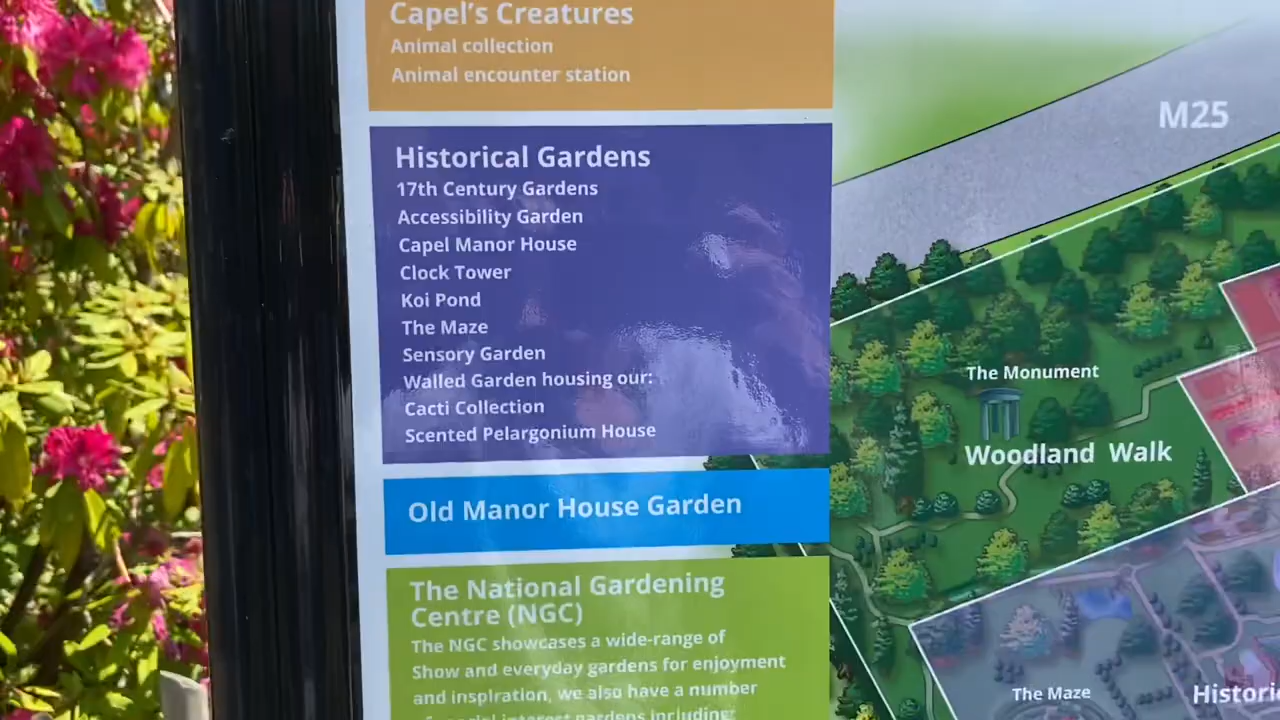 Capel's Creatures
Animal collection
Animal encounter station
Historical Gardens
17th Century Gardens
Accessibility Garden
Capel Manor House
Clock Tower
Koi Pond
The Maze
Sensory Garden
Walled Garden housing our:
Cacti Collection
Scented Pelargonium House
Old Manor House Garden
The National Gardening
Centre (NGC)
The NGC showcases a wide-range of
Show and everyday gardens for enjoyment
and inspiration, we also have a number
interest gardens including:
M25
The Monument
Woodland Walk
The Maze